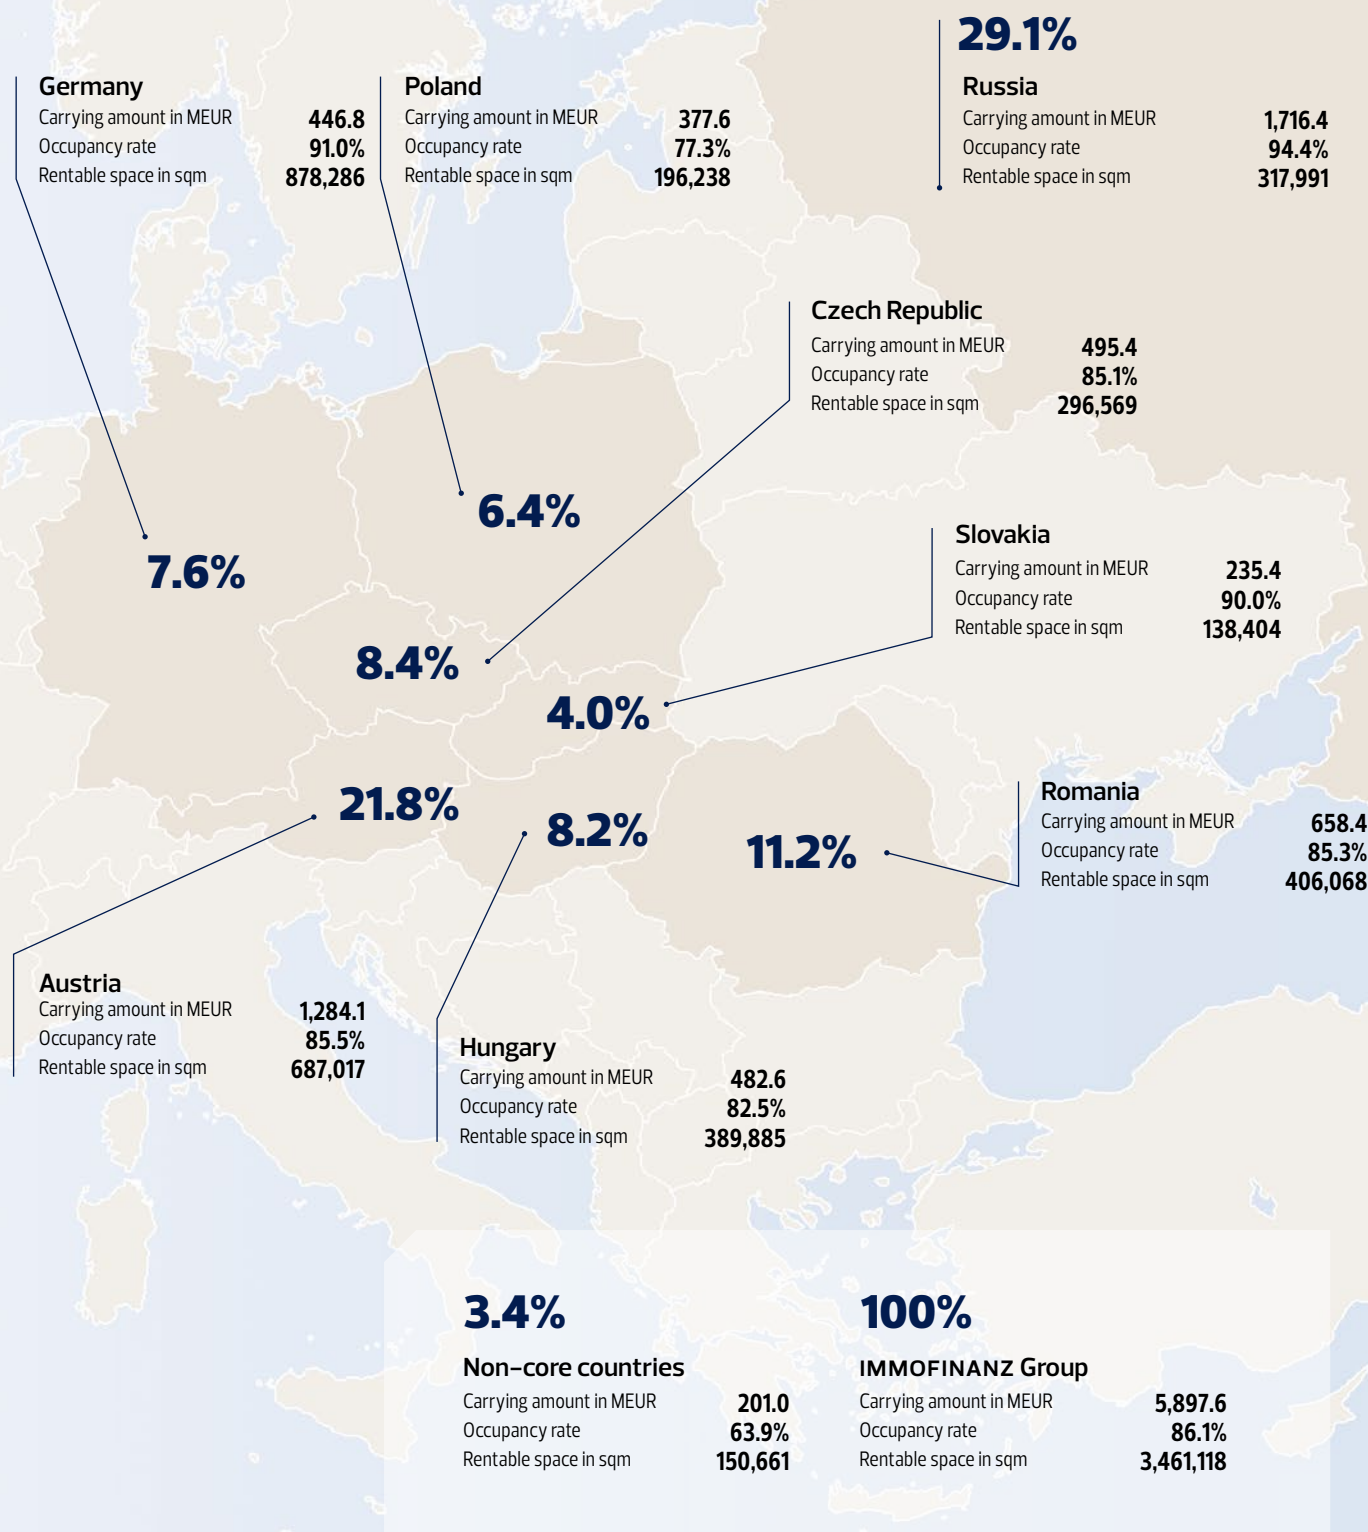 29.1%
Russia
Carrying amount in MEUR 1,716.4
Occupancy rate 94.4%
Rentable space in sqm 317,991
Germany
Carrying amount in MEUR 446.8
Occupancy rate 91.0%
Rentable space in sqm 878,286
Poland
Carrying amount in MEUR 377.6
Occupancy rate 77.3%
Rentable space in sqm 196,238
Czech Republic
Carrying amount in MEUR 495.4
Occupancy rate 85.1%
Rentable space in sqm 296,569
6.4%
7.6%
Slovakia
Carrying amount in MEUR 235.4
Occupancy rate 90.0%
Rentable space in sqm 138,404
8.4%
4.0%
21.8%
8.2%
11.2%
Romania
Carrying amount in MEUR 658.4
Occupancy rate 85.3%
Rentable space in sqm 406,068
Austria
Carrying amount in MEUR 1,284.1
Occupancy rate 85.5%
Rentable space in sqm 687,017
Hungary
Carrying amount in MEUR 482.6
Occupancy rate 82.5%
Rentable space in sqm 389,885
3.4%
Non-core countries
Carrying amount in MEUR 201.0
Occupancy rate 63.9%
Rentable space in sqm 150,661
100%
IMMOFINANZ Group
Carrying amount in MEUR 5,897.6
Occupancy rate 86.1%
Rentable space in sqm 3,461,118